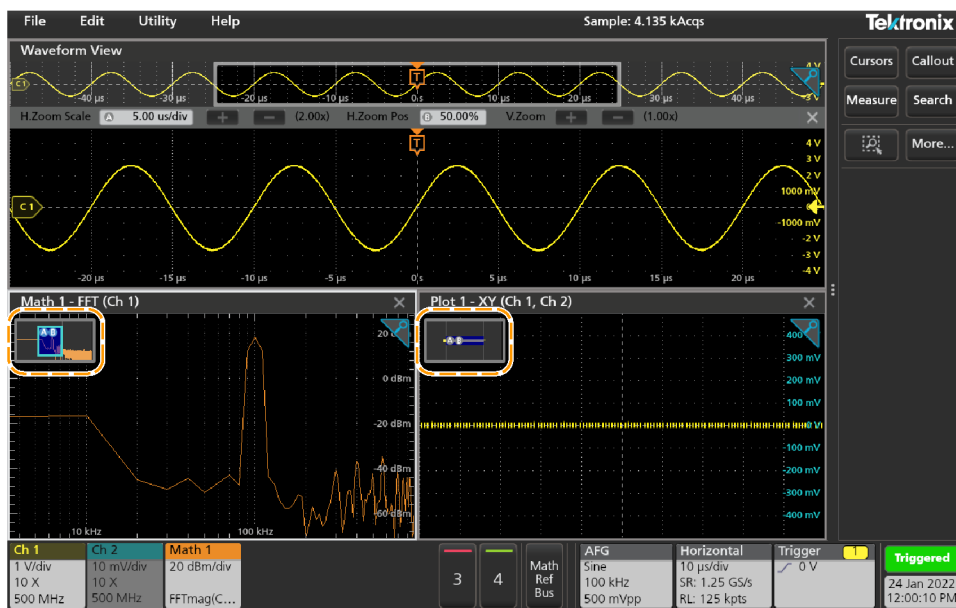 File Edit Utility Help Sample: 4.135 kAcqs Tektronix
Waveform View
Cursors Callout
T
C1
-40 µs -30 µs -20 µs -10 µs 0 s 10 µs 20 µs 30 µs 40 µs
Measure Search
H.Zoom Scale A 5.00 us/div + - (2.00x) H.Zoom Pos B 50.00% V.Zoom + - (1.00x)
More...
T
4 V
3 V
2 V
1000 mV
C 1
-1000 mV
-2 V
-3 V
-4 V
-20 µs -15 µs -10 µs -5 µs 0 s 5 µs 10 µs 15 µs 20 µs
Math 1 - FFT (Ch 1)
A B
0 dBm
-20 dBm
-40 dBm
-60 dBm
10 kHz 100 kHz
Plot 1 - XY (Ch 1, Ch 2)
A B
400
300 mV
200 mV
100 mV
0 V
-100 mV
-200 mV
-300 mV
-400 mV
Ch 1
1 V/div
10 X
500 MHz
Ch 2
10 mV/div
10 X
500 MHz
Math 1
20 dBm/div
FFTmag(C...
3
4
Math
Ref
Bus
AFG
Sine
100 kHz
500 mVpp
Horizontal
10 µs/div
SR: 1.25 GS/s
RL: 125 kpts
Trigger 1
0 V
Triggered
24 Jan 2022
12:00:10 PM